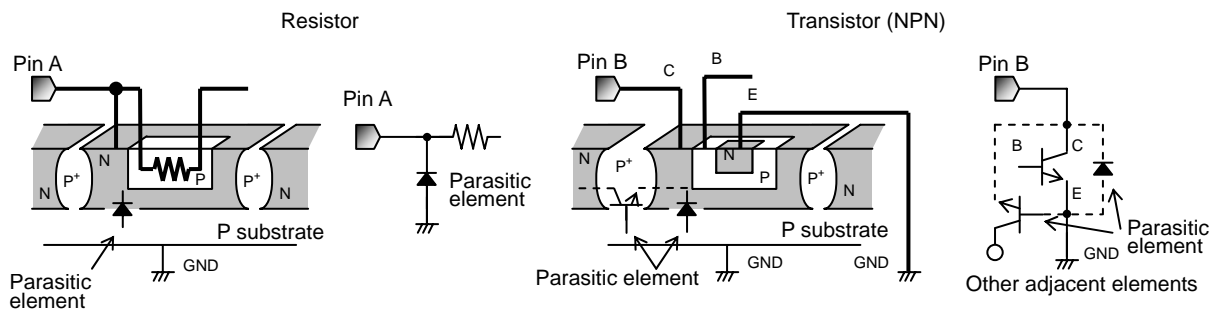 Resistor
Transistor (NPN)
Pin A
Pin A
Pin B
C
B
E
Pin B
N
N
P+
P
P+
N
Parasitic
element
P substrate
GND
Parasitic
element
N
N
P+
N
P
P+
N
P substrate
Parasitic element
GND
GND
B
C
E
Parasitic
element
GND
Other adjacent elements